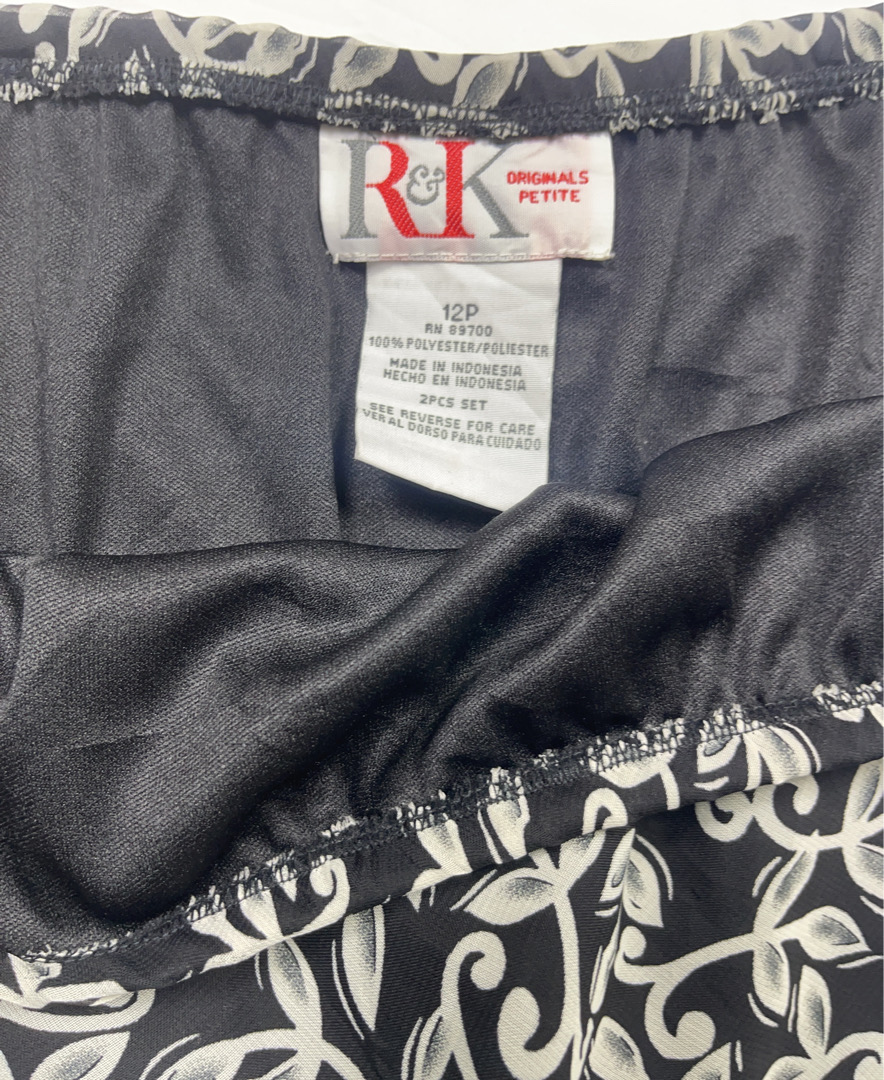 R&K ORIGINALS
PETITE
12P
RN 89700
100% POLYESTER/POLIESTER
MADE IN INDONESIA
HECHO EN INDONESIA
2PCS SET
SEE REVERSE FOR CARE
VER AL DORSO PARA CUIDADO